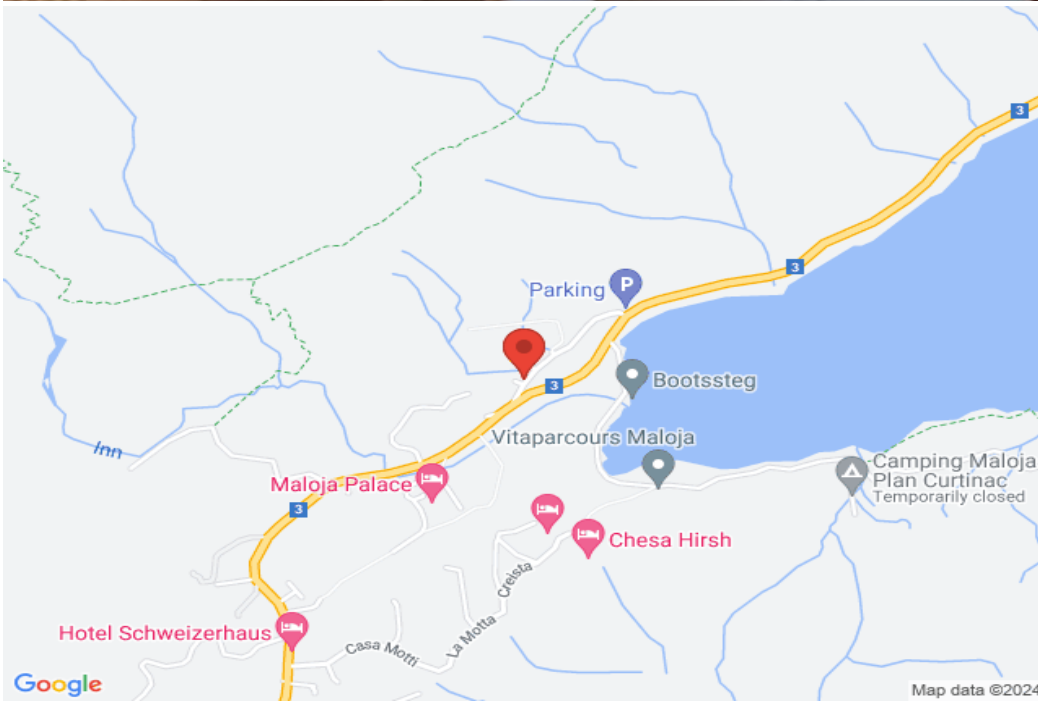 3
3
Parking
P
3
Bootssteg
Vitaparcours Maloja
Inn
Maloja Palace
Camping Maloja
Plan Curtinac
Temporarily closed
3
Chesa Hirsh
Creista
La Motta
Hotel Schweizerhaus
Casa Motti
Google
Map data ©2024